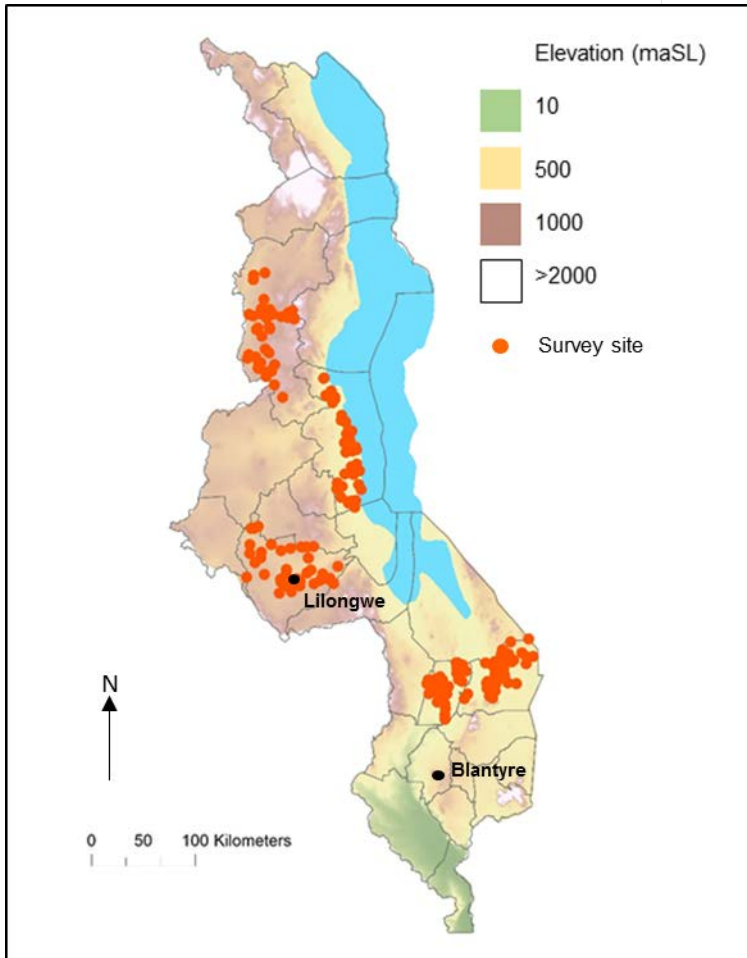 Elevation (maSL)
10
500
1000
>2000
Survey site
Lilongwe
N
Blantyre
0 50 100 Kilometers